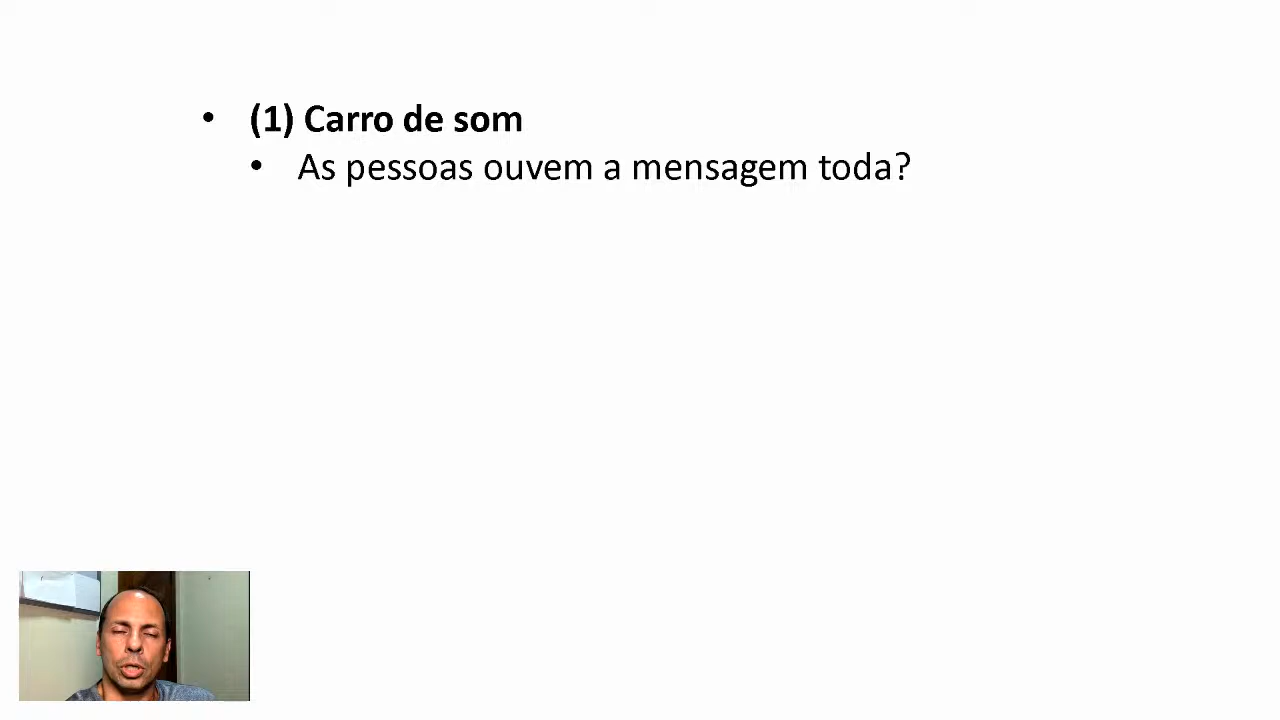 • (1) Carro de som
• As pessoas ouvem a mensagem toda?